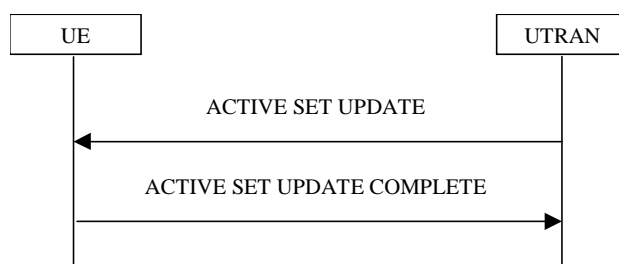 UE
UTRAN
ACTIVE SET UPDATE
ACTIVE SET UPDATE COMPLETE